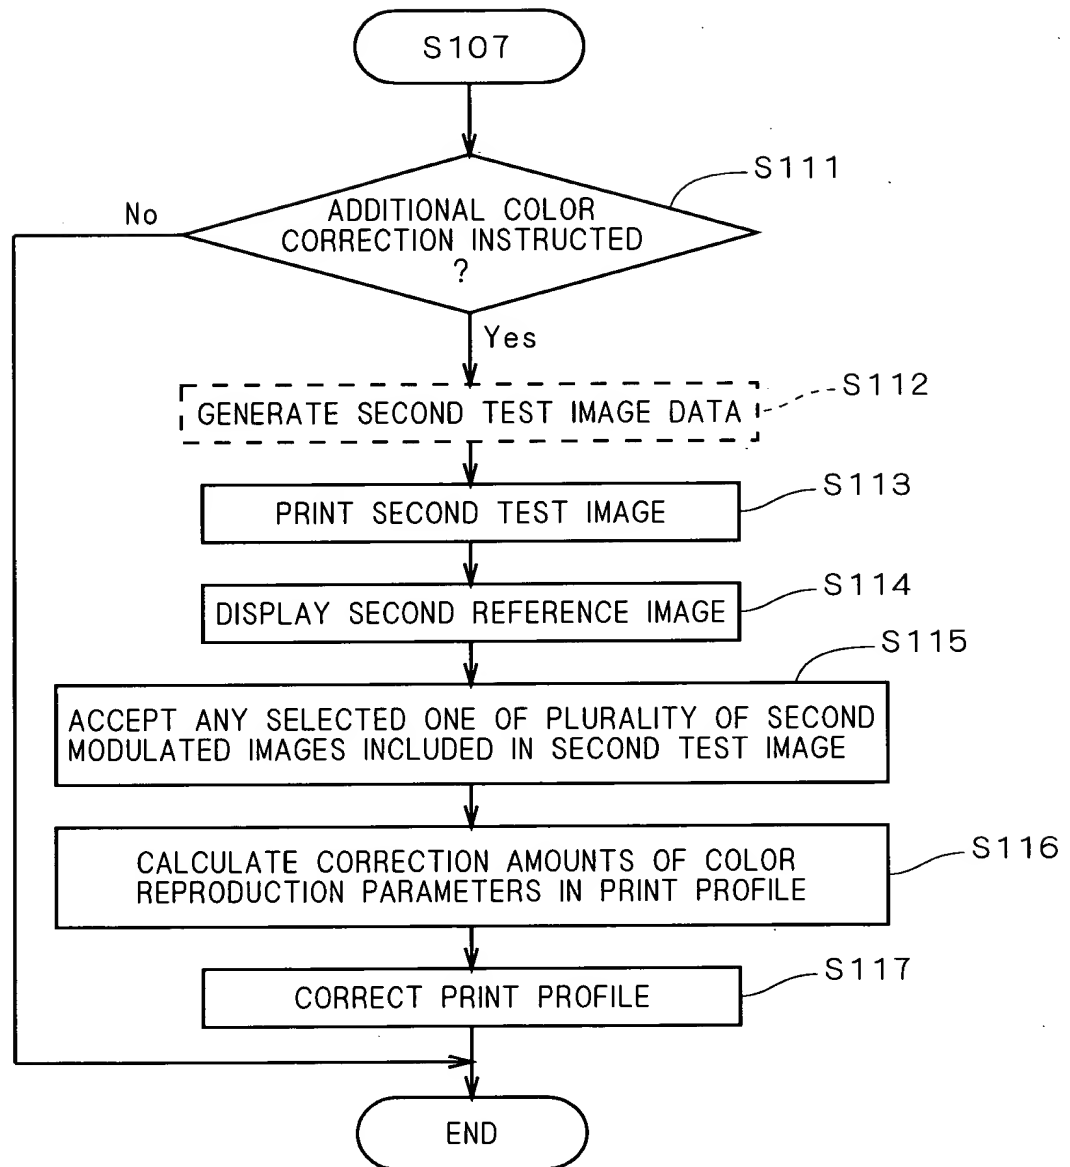 S107
S111
No
ADDITIONAL COLOR
CORRECTION INSTRUCTED
?
Yes
S112
GENERATE SECOND TEST IMAGE DATA
S113
PRINT SECOND TEST IMAGE
S114
DISPLAY SECOND REFERENCE IMAGE
S115
ACCEPT ANY SELECTED ONE OF PLURALITY OF SECOND
MODULATED IMAGES INCLUDED IN SECOND TEST IMAGE
S116
CALCULATE CORRECTION AMOUNTS OF COLOR
REPRODUCTION PARAMETERS IN PRINT PROFILE
S117
CORRECT PRINT PROFILE
END